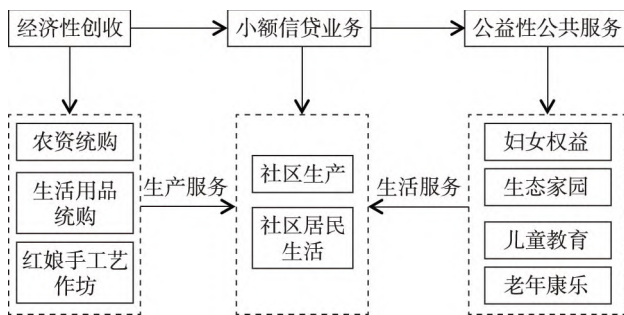 经济性创收
小额信贷业务
公益性公共服务
农资统购
生活用品
统购
红娘手工艺
作坊
生产服务
社区生产
社区居民
生活
生活服务
妇女权益
生态家园
儿童教育
老年康乐